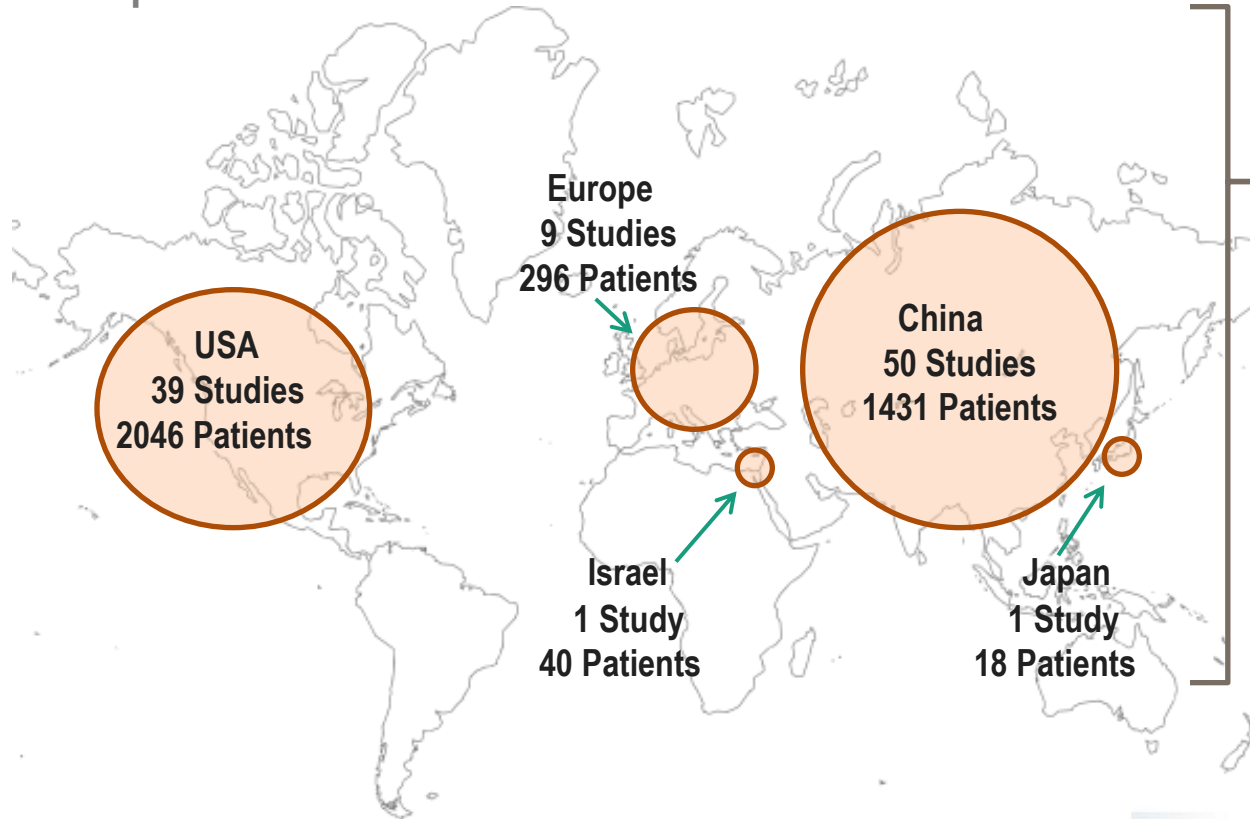 Europe
9 Studies
296 Patients
USA
39 Studies
2046 Patients
China
50 Studies
1431 Patients
Israel
1 Study
40 Patients
Japan
1 Study
18 Patients